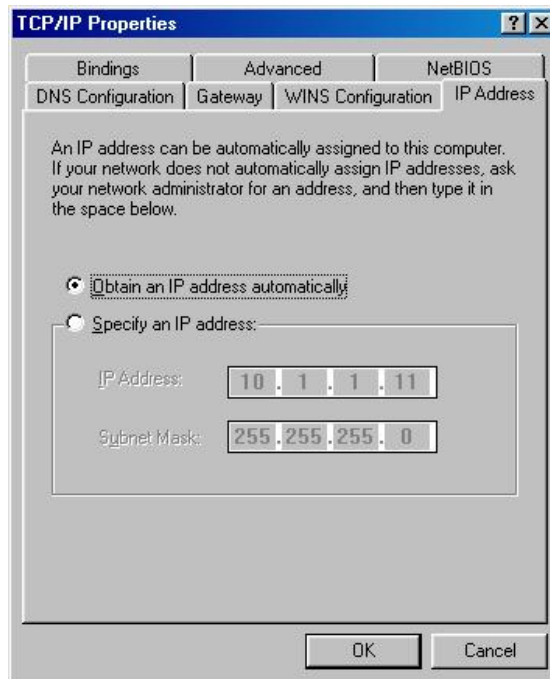 TCP/IP Properties
Bindings Advanced NetBIOS
DNS Configuration Gateway WINS Configuration IP Address
An IP address can be automatically assigned to this computer.
If your network does not automatically assign IP addresses, ask
your network administrator for an address, and then type it in
the space below.
Obtain an IP address automatically
Specify an IP address:
IP Address: 10 . 1 . 1 . 11
Subnet Mask: 255 . 255 . 255 . 0
OK Cancel